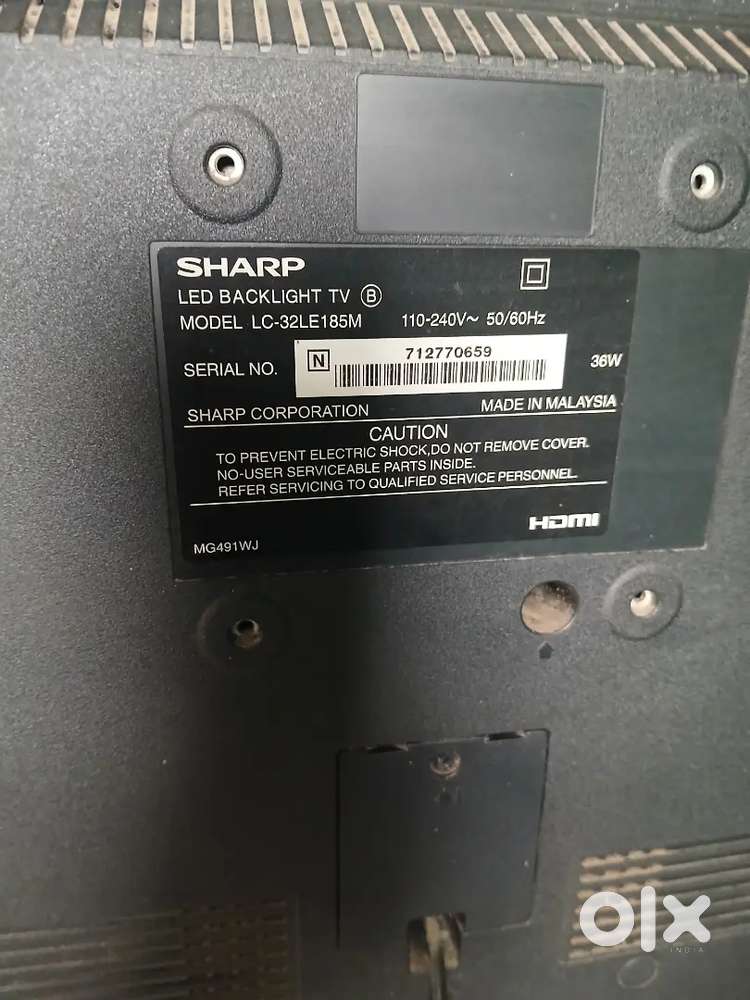 SHARP
LED BACKLIGHT TV Ⓑ
MODEL LC-32LE185M 110-240V~ 50/60Hz
SERIAL NO. N 712770659 36W
SHARP CORPORATION MADE IN MALAYSIA
CAUTION
TO PREVENT ELECTRIC SHOCK,DO NOT REMOVE COVER.
NO-USER SERVICEABLE PARTS INSIDE.
REFER SERVICING TO QUALIFIED SERVICE PERSONNEL.
HDMI
MG491WJ
OLX
INDIA